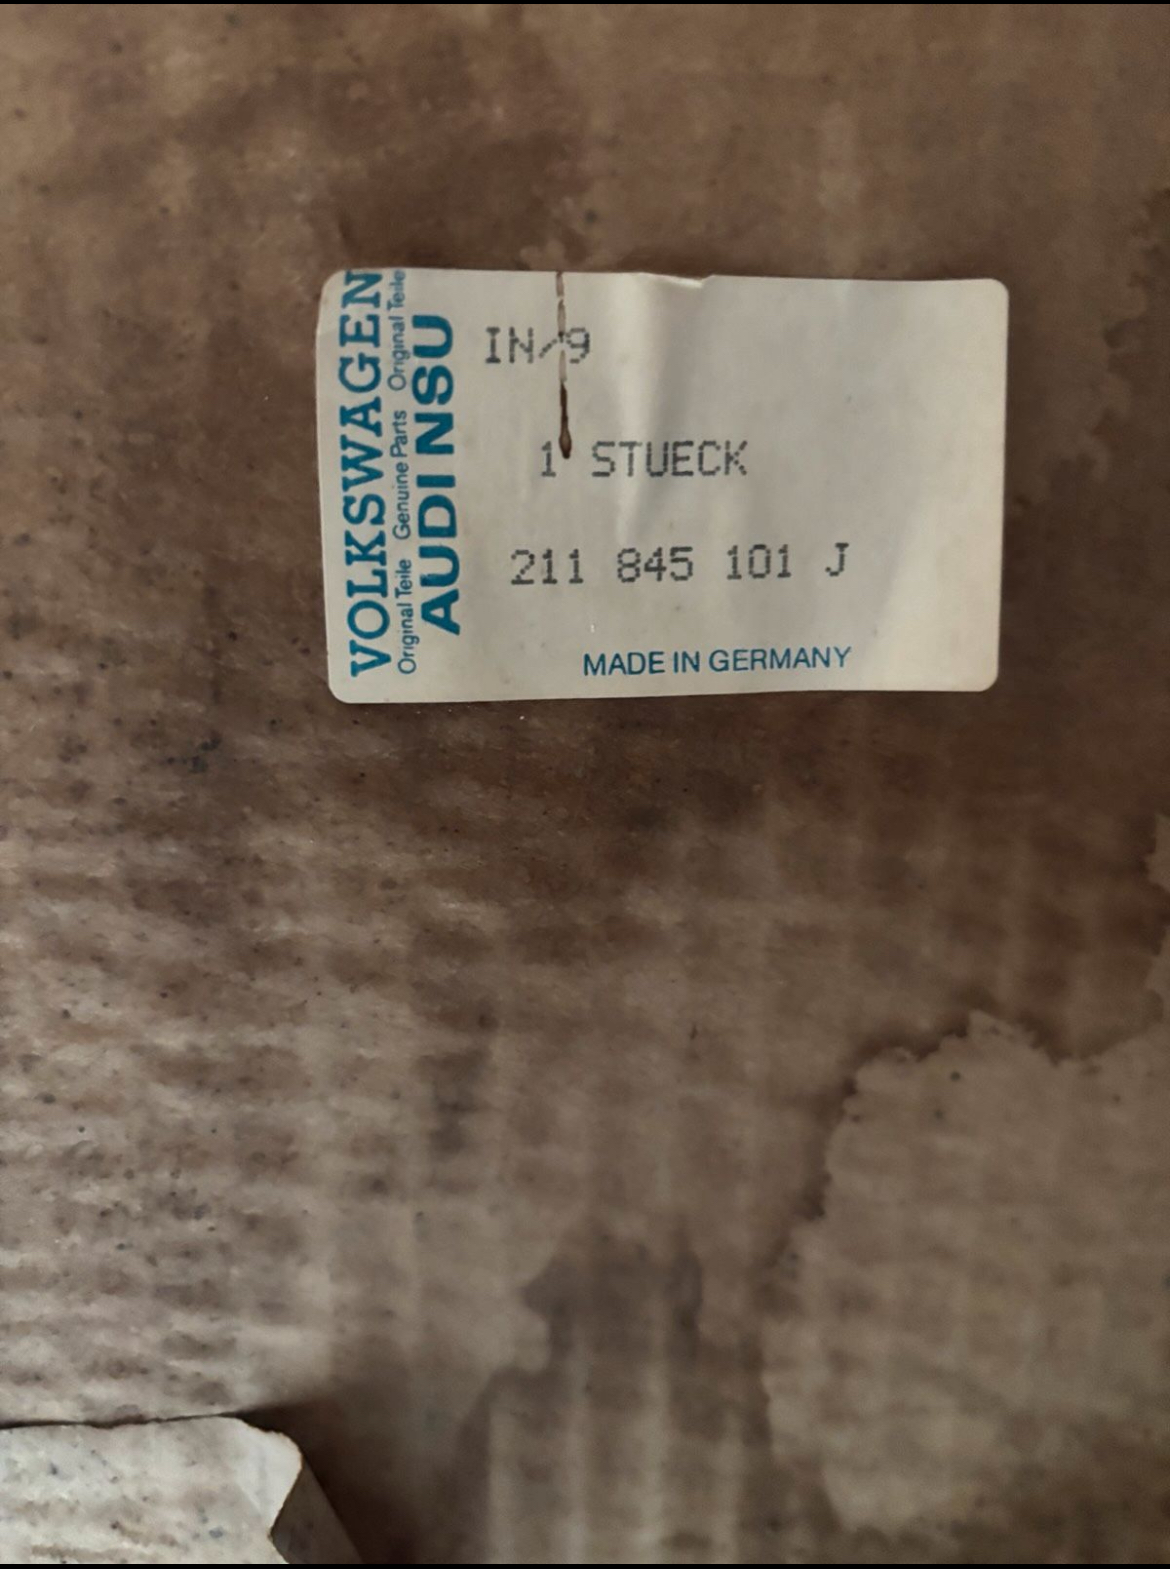 VOLKSWAGEN
Original Teile Genuine Parts Original Teile
AUDI NSU
IN/9
1 STUECK
211 845 101 J
MADE IN GERMANY